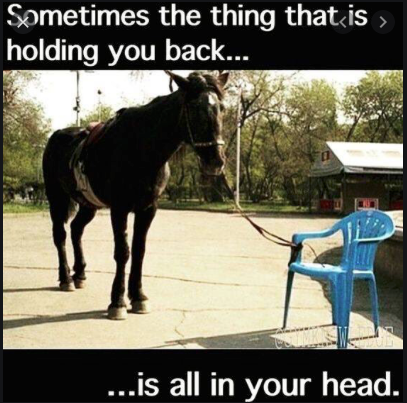 Sometimes the thing that is
holding you back...
...is all in your head.